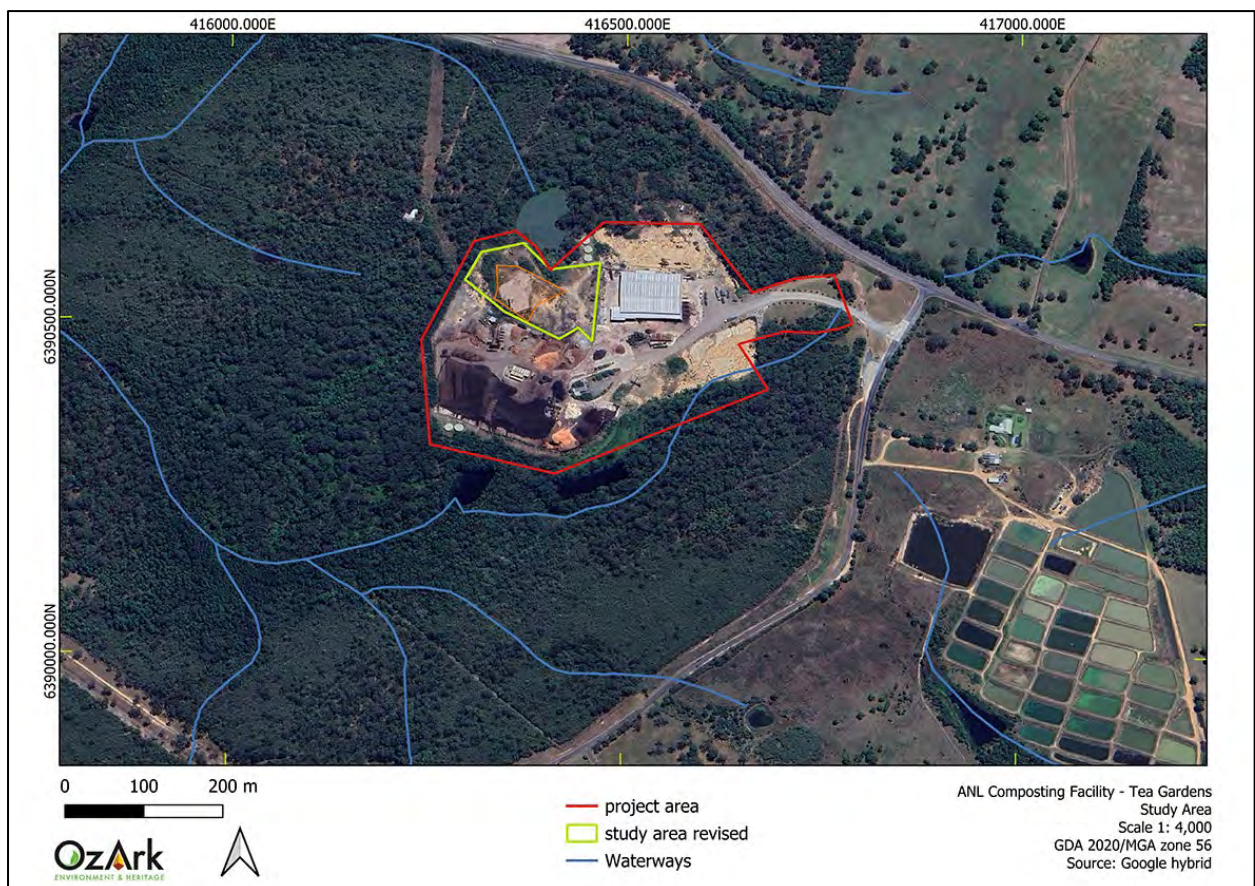 416000.000E
416500.000E
417000.000E
6390500.000N
6390000.000N
0 100 200 m
OzArk
ENVIRONMENT & HERITAGE
project area
study area revised
Waterways
ANL Composting Facility - Tea Gardens
Study Area
Scale 1: 4,000
GDA 2020/MGA zone 56
Source: Google hybrid